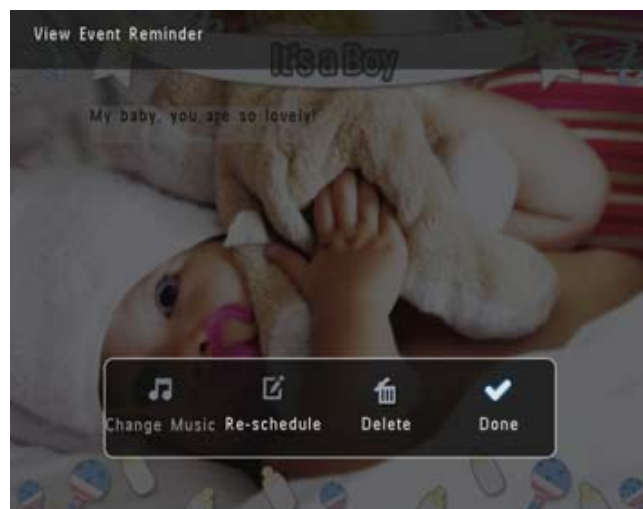 View Event Reminder
It's a Boy
My baby, you are so lovely!
Change Music Re-schedule Delete Done